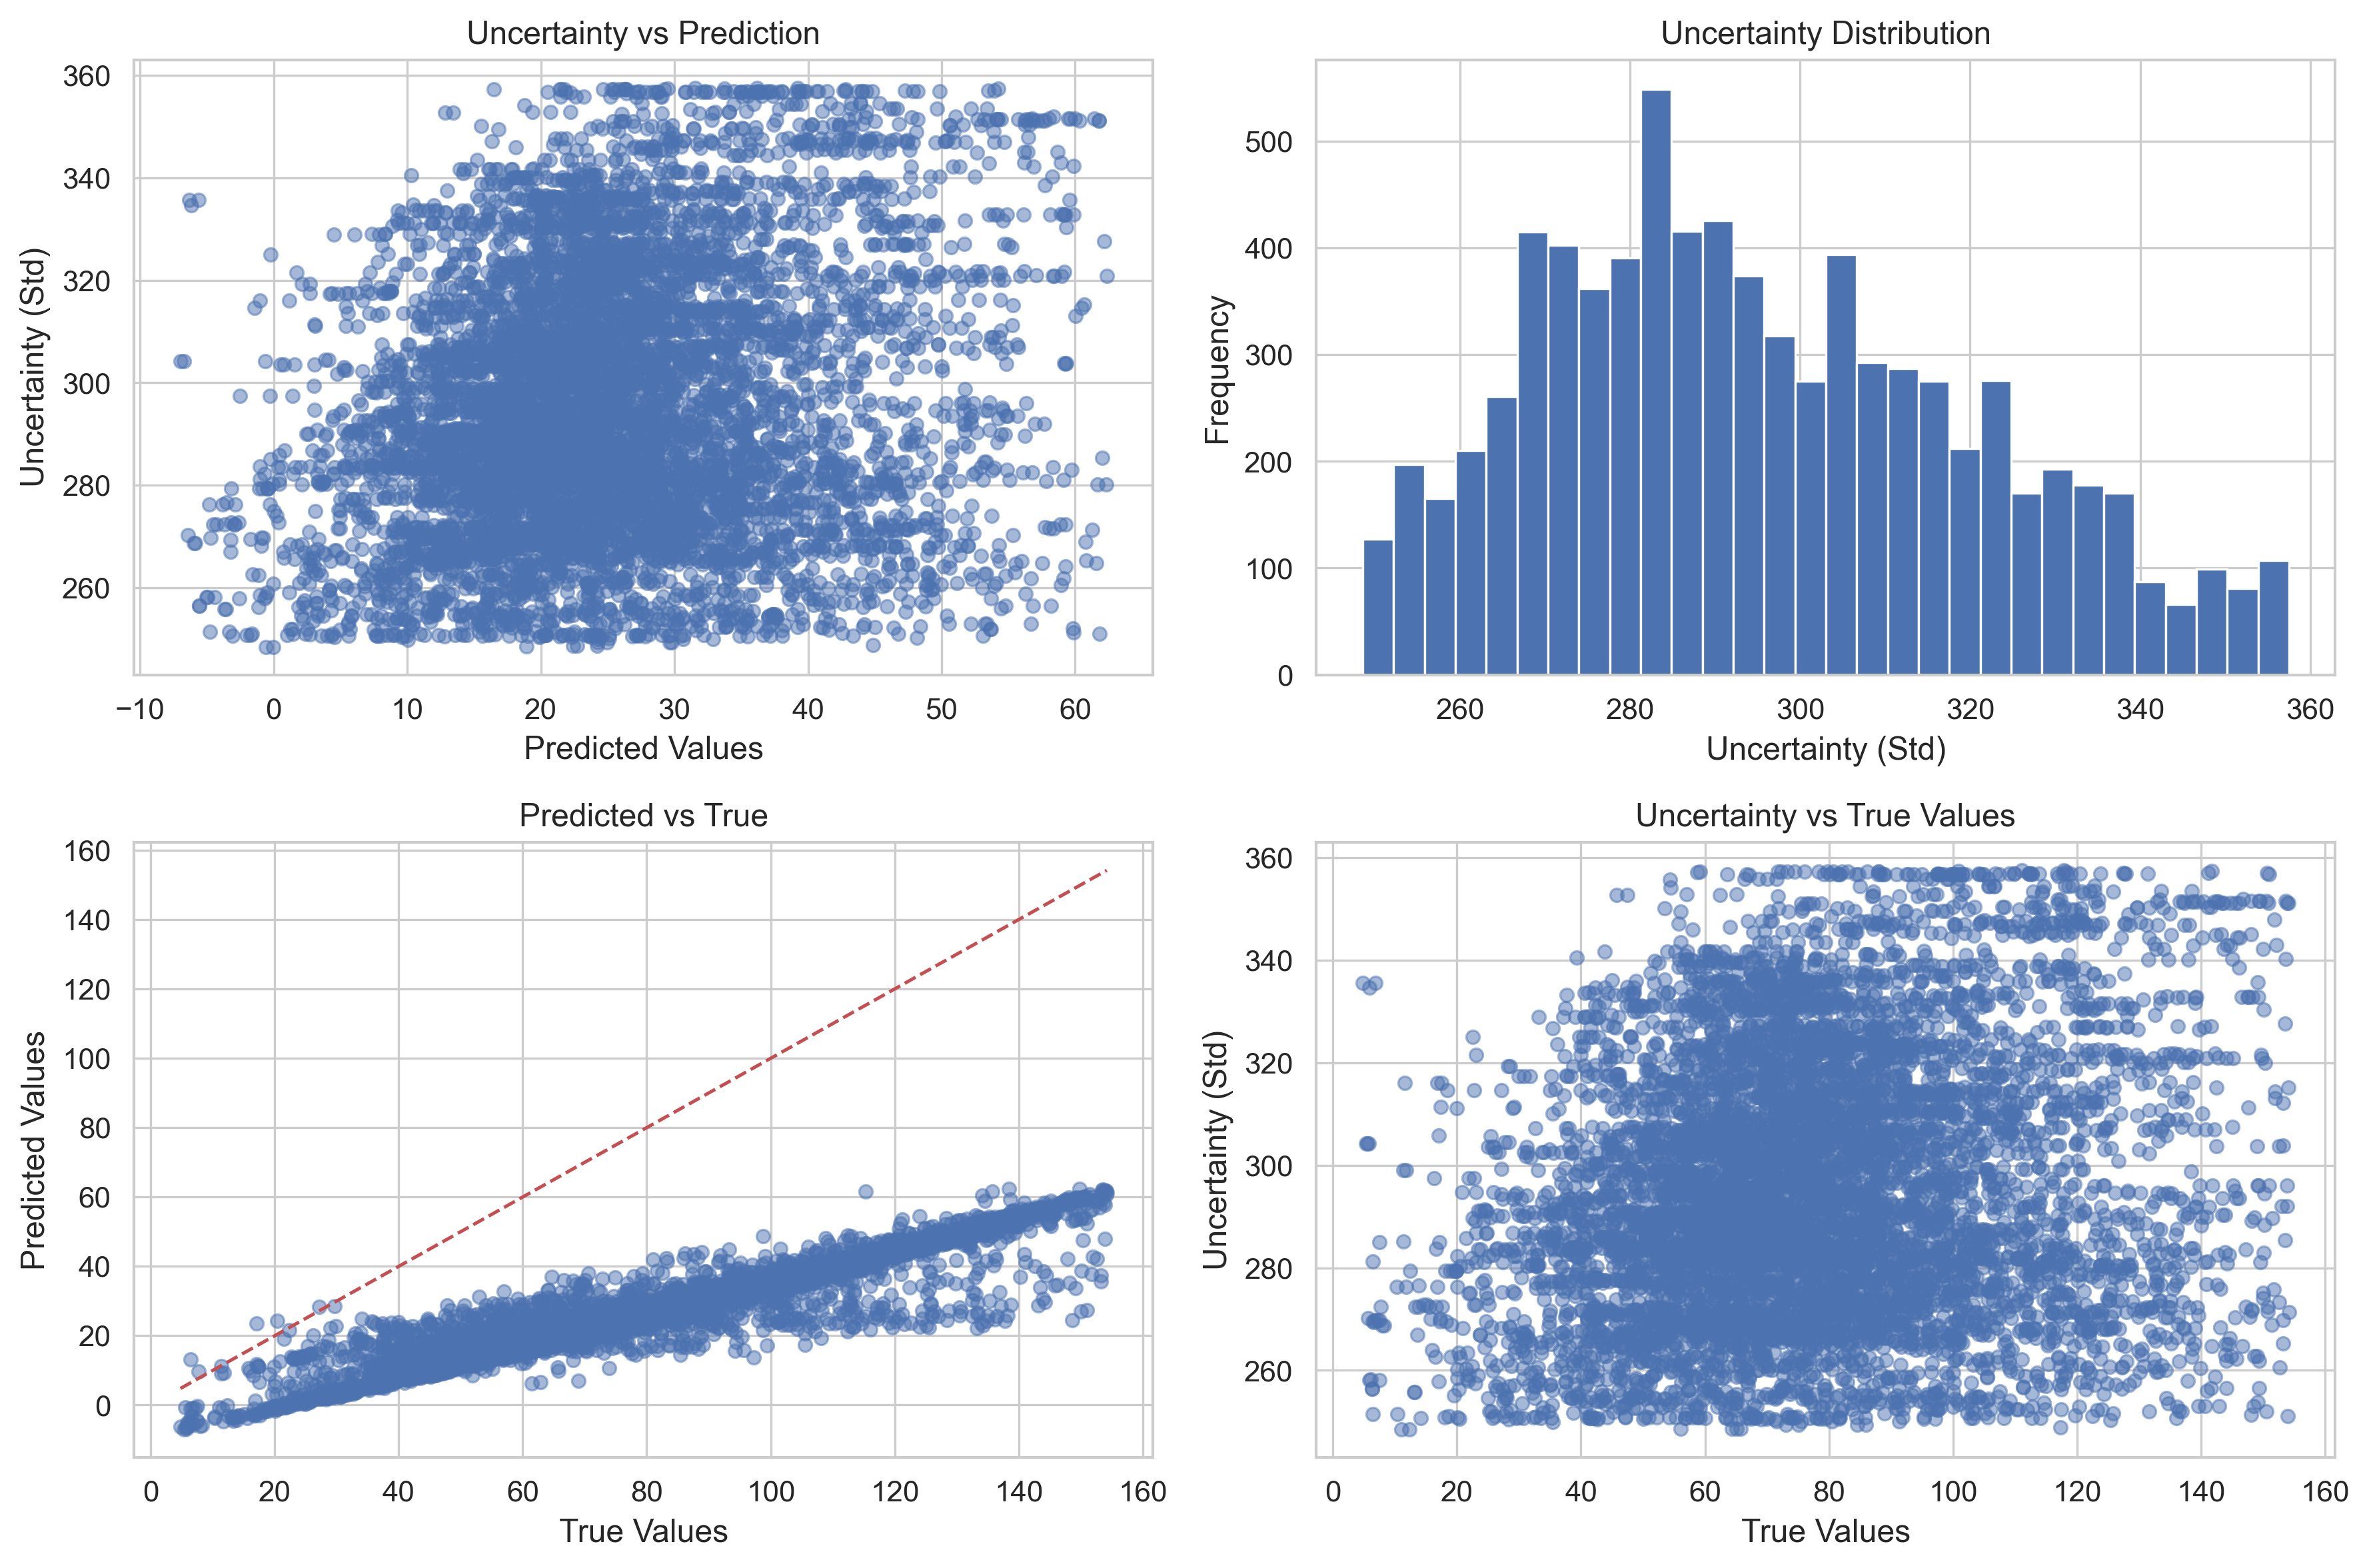 Uncertainty vs Prediction
360
340
320
300
280
260
Uncertainty (Std)
−10 0 10 20 30 40 50 60
Predicted Values
Uncertainty Distribution
500
400
300
200
100
0
Frequency
260 280 300 320 340 360
Uncertainty (Std)
Predicted vs True
160
140
120
100
80
60
40
20
0
Predicted Values
0 20 40 60 80 100 120 140 160
True Values
Uncertainty vs True Values
360
340
320
300
280
260
Uncertainty (Std)
0 20 40 60 80 100 120 140 160
True Values